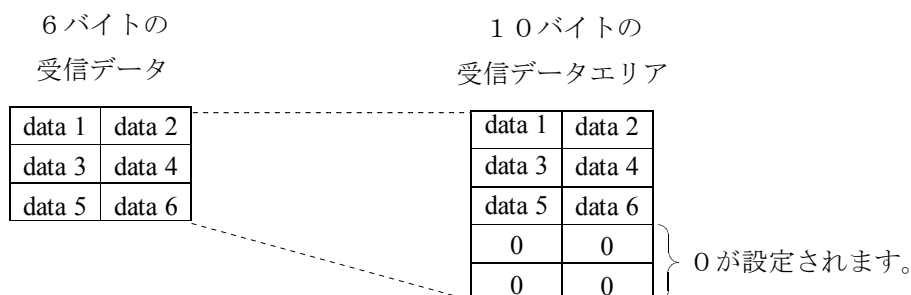 6バイトの
受信データ
10バイトの
受信データエリア
data 1 data 2
data 3 data 4
data 5 data 6
data 1 data 2
data 3 data 4
data 5 data 6
0 0
0 0
0が設定されます。